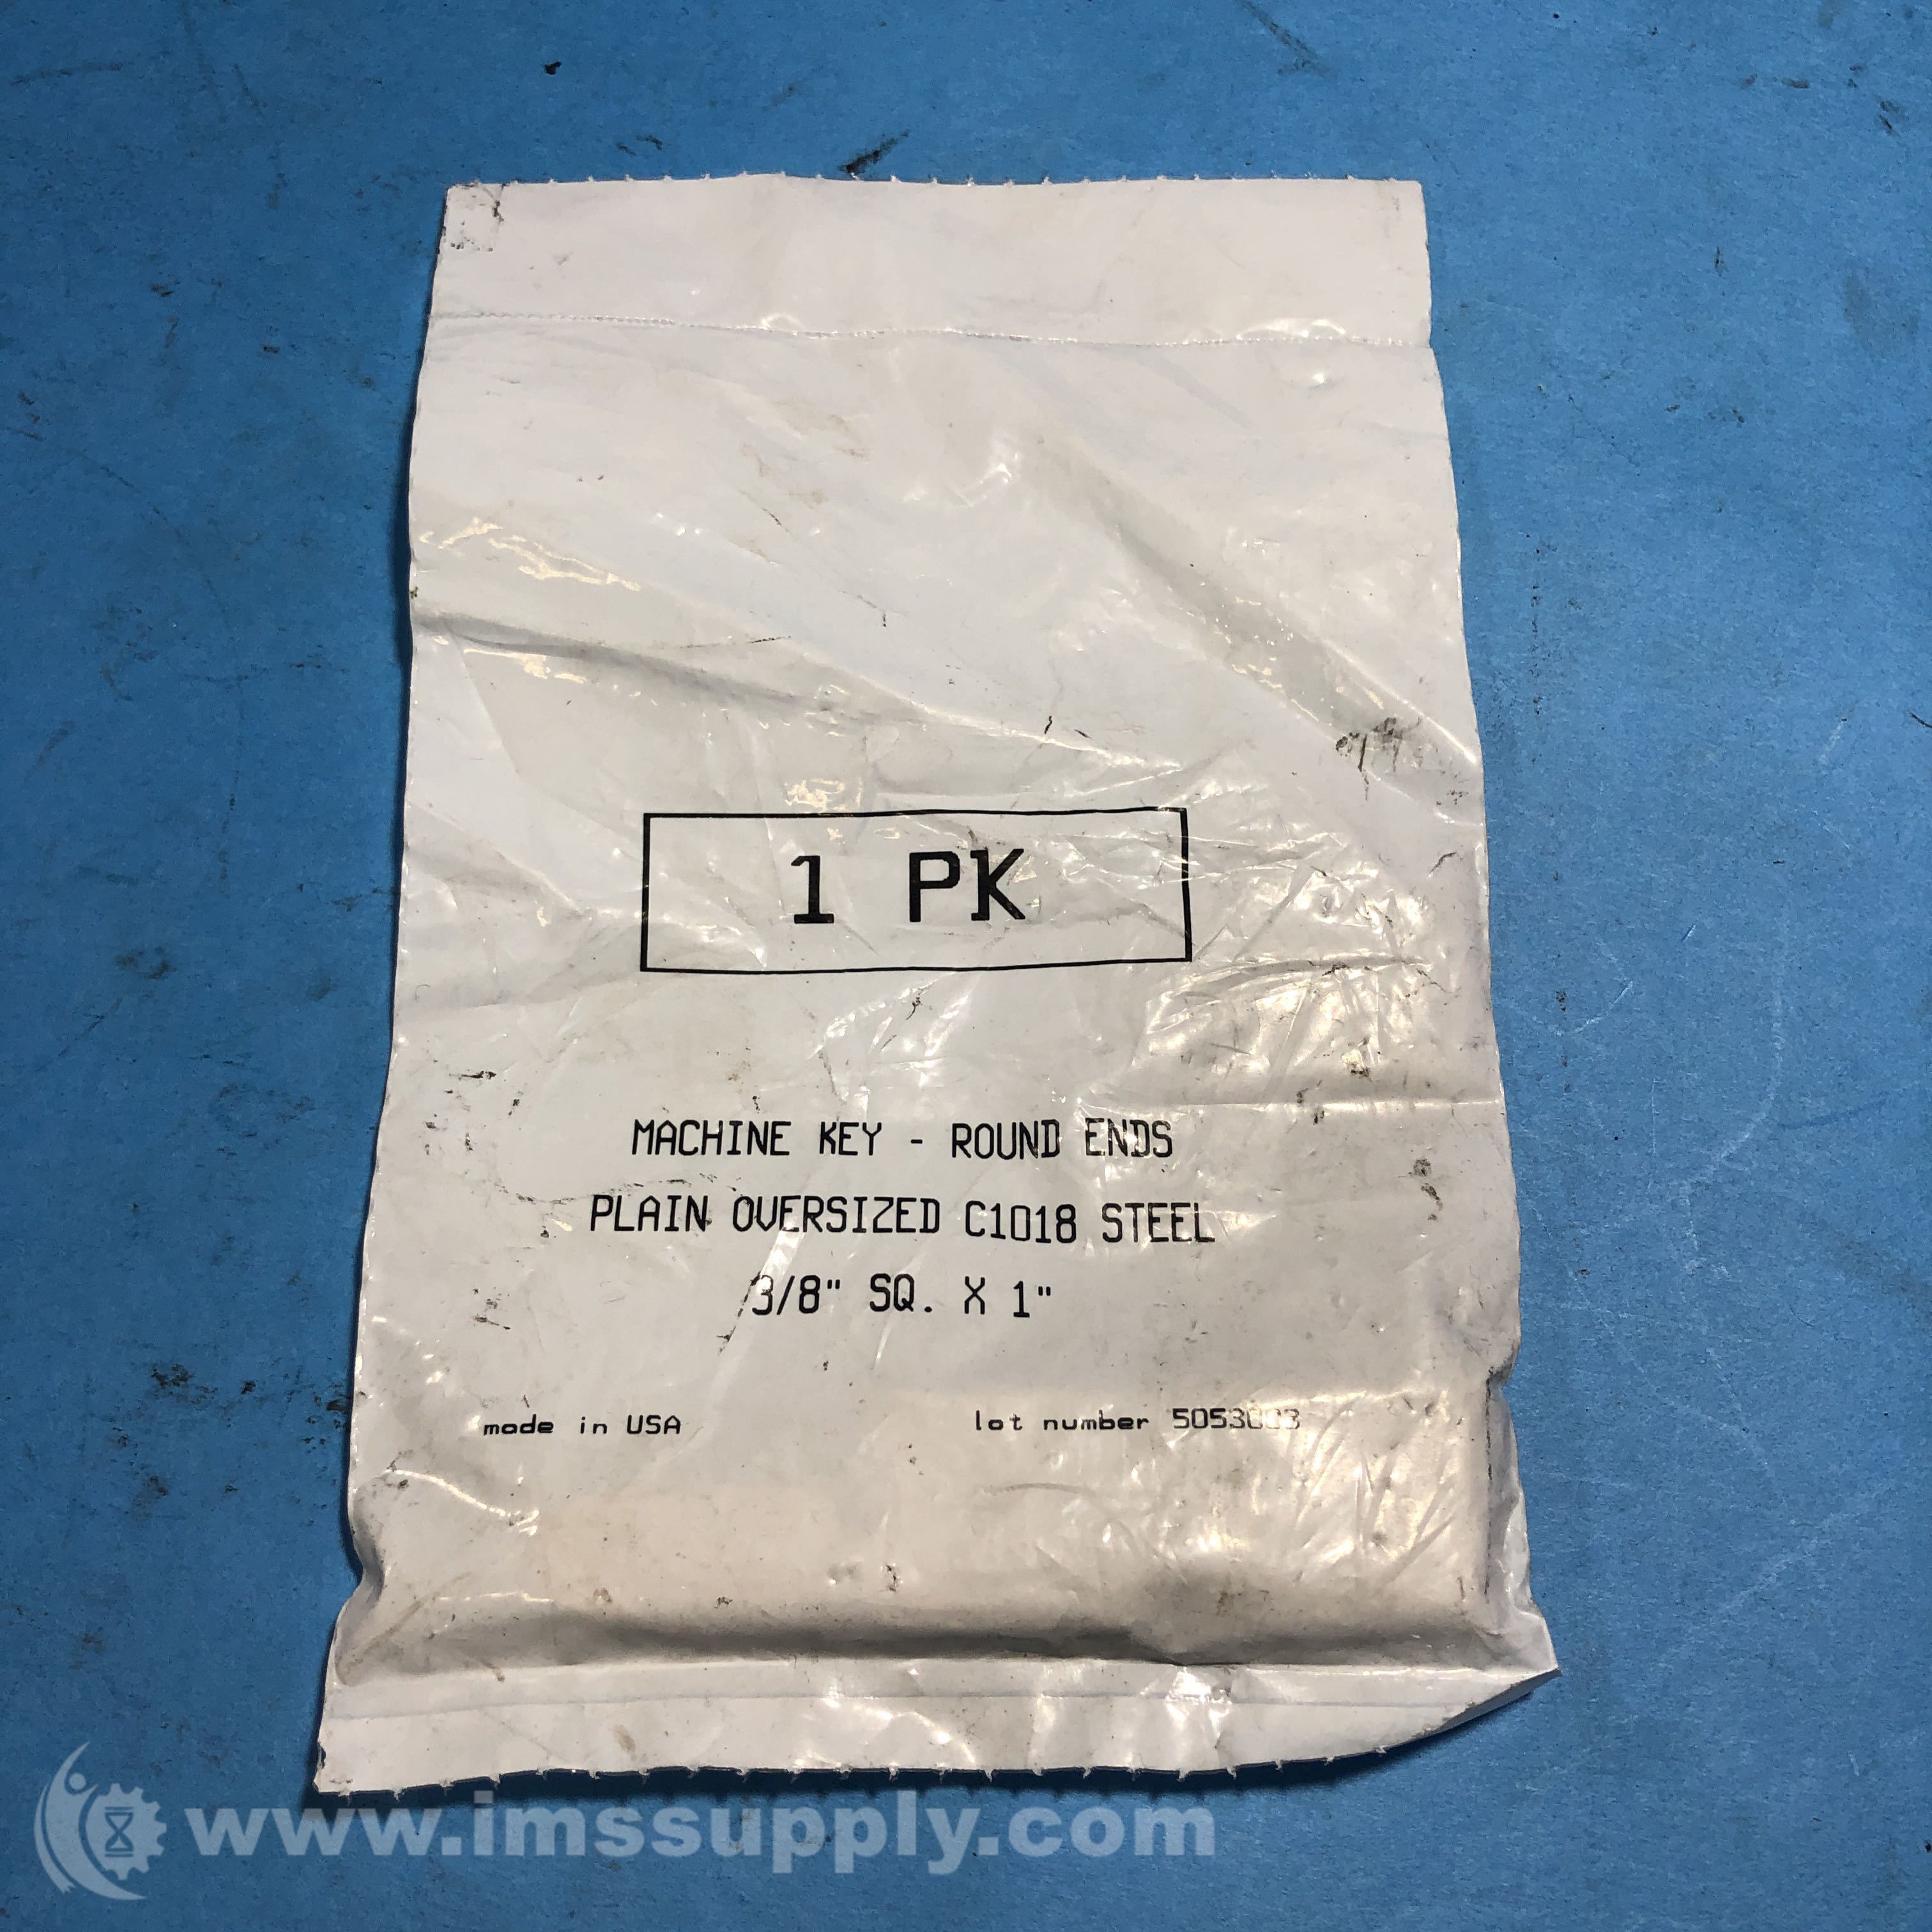 1 PK
MACHINE KEY - ROUND ENDS
PLAIN OVERSIZED C1018 STEEL
3/8" SQ. X 1"
made in USA lot number
www.imssupply.com